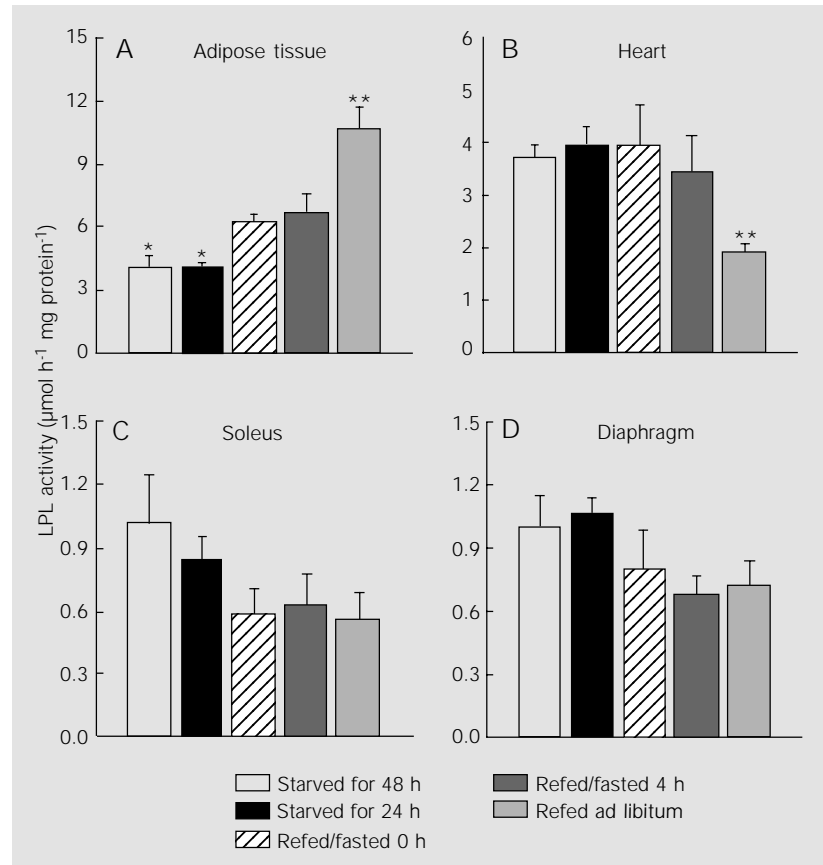 LPL activity (µmol h-1 mg protein-1)
A
Adipose tissue
15
12
9
6
3
0
*
*
**
B
Heart
6
5
4
3
2
1
0
**
C
Soleus
1.5
1.2
0.9
0.6
0.3
0.0
D
Diaphragm
1.5
1.2
0.9
0.6
0.3
0.0
Starved for 48 h
Starved for 24 h
Refed/fasted 0 h
Refed/fasted 4 h
Refed ad libitum